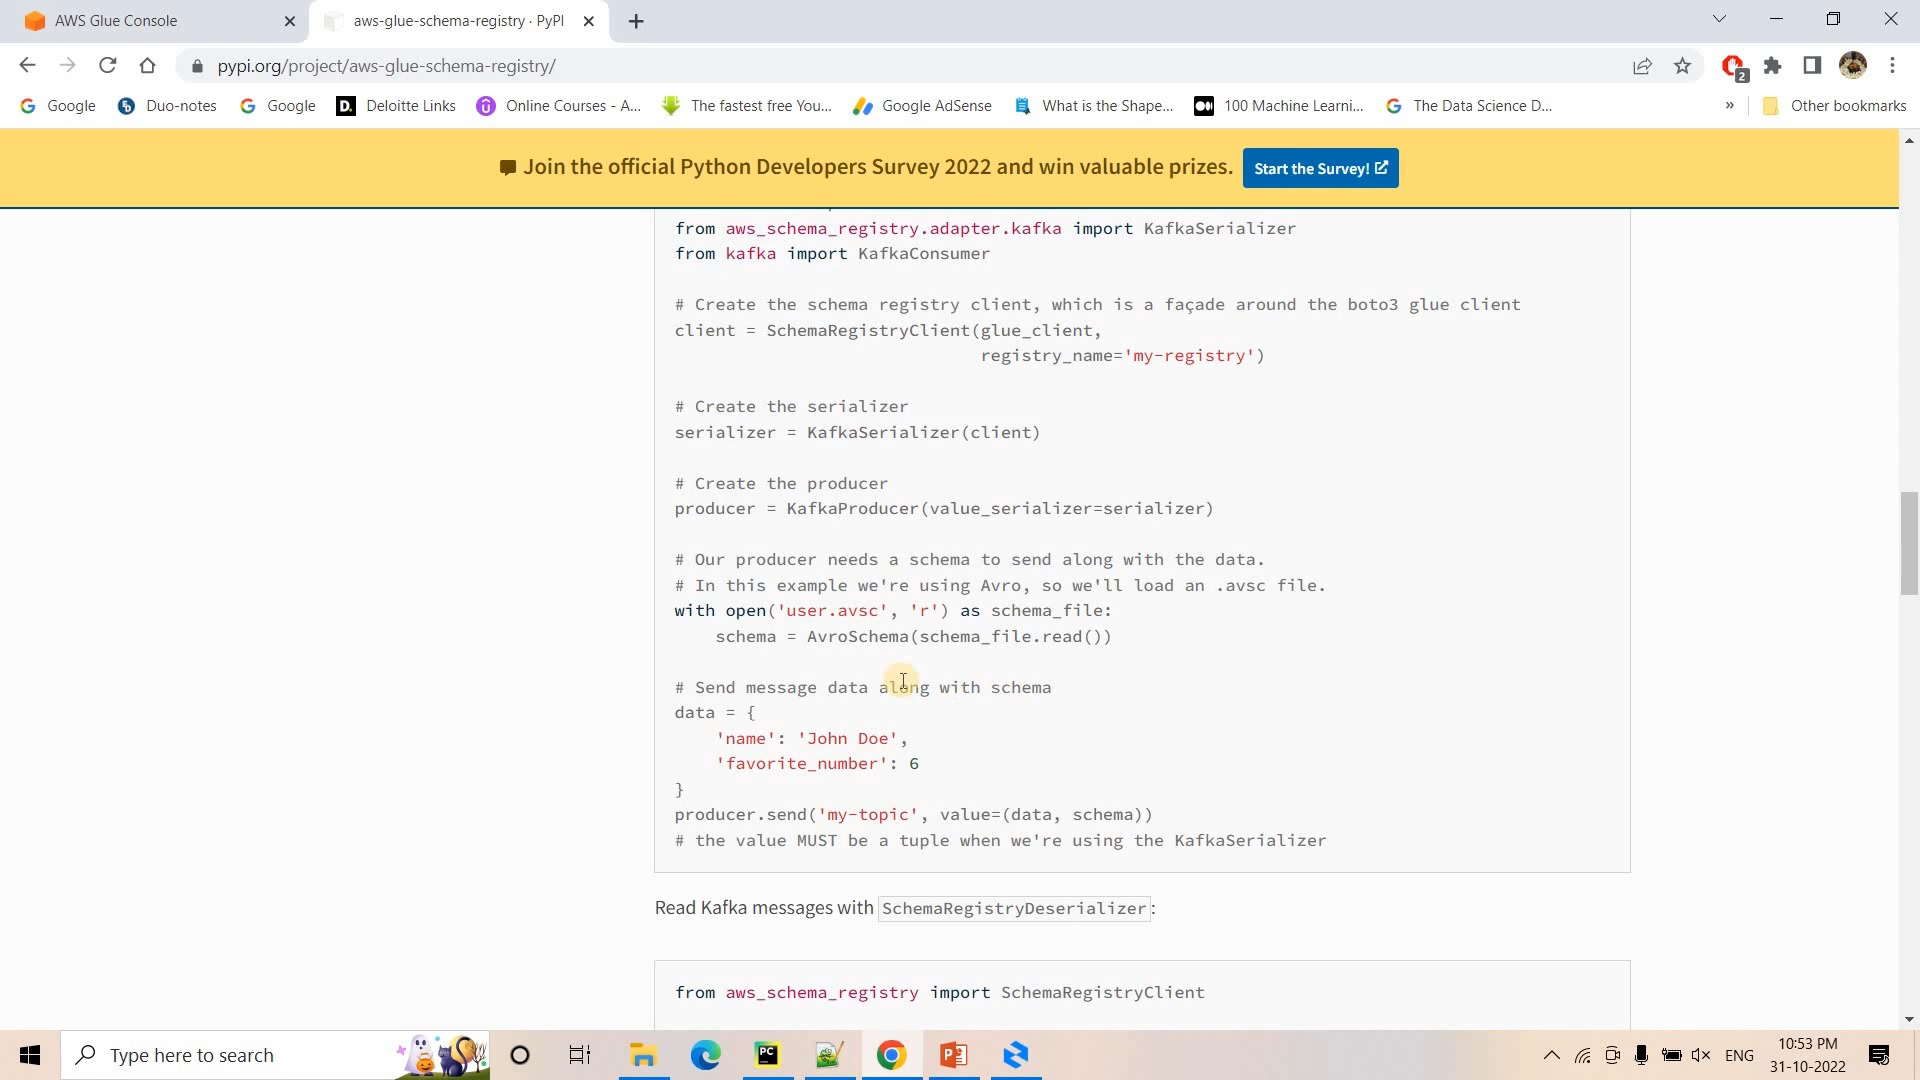 AWS Glue Console
aws-glue-schema-registry · PyPI
pypi.org/project/aws-glue-schema-registry/
2
Google
Duo-notes
Google
D.
Deloitte Links
Online Courses - A...
The fastest free You...
Google AdSense
What is the Shape...
100 Machine Learni...
The Data Science D...
»
Other bookmarks
Join the official Python Developers Survey 2022 and win valuable prizes.
Start the Survey!
from aws_schema_registry.adapter.kafka import KafkaSerializer
from kafka import KafkaConsumer
# Create the schema registry client, which is a façade around the boto3 glue client
client = SchemaRegistryClient(glue_client,
registry_name='my-registry')
# Create the serializer
serializer = KafkaSerializer(client)
# Create the producer
producer = KafkaProducer(value_serializer=serializer)
# Our producer needs a schema to send along with the data.
# In this example we're using Avro, so we'll load an .avsc file.
with open('user.avsc', 'r') as schema_file:
schema = AvroSchema(schema_file.read())
# Send message data along with schema
data = {
'name': 'John Doe',
'favorite_number': 6
}
producer.send('my-topic', value=(data, schema))
# the value MUST be a tuple when we're using the KafkaSerializer
Read Kafka messages with SchemaRegistryDeserializer:
from aws_schema_registry import SchemaRegistryClient
Type here to search
PC
ENG
10:53 PM
31-10-2022